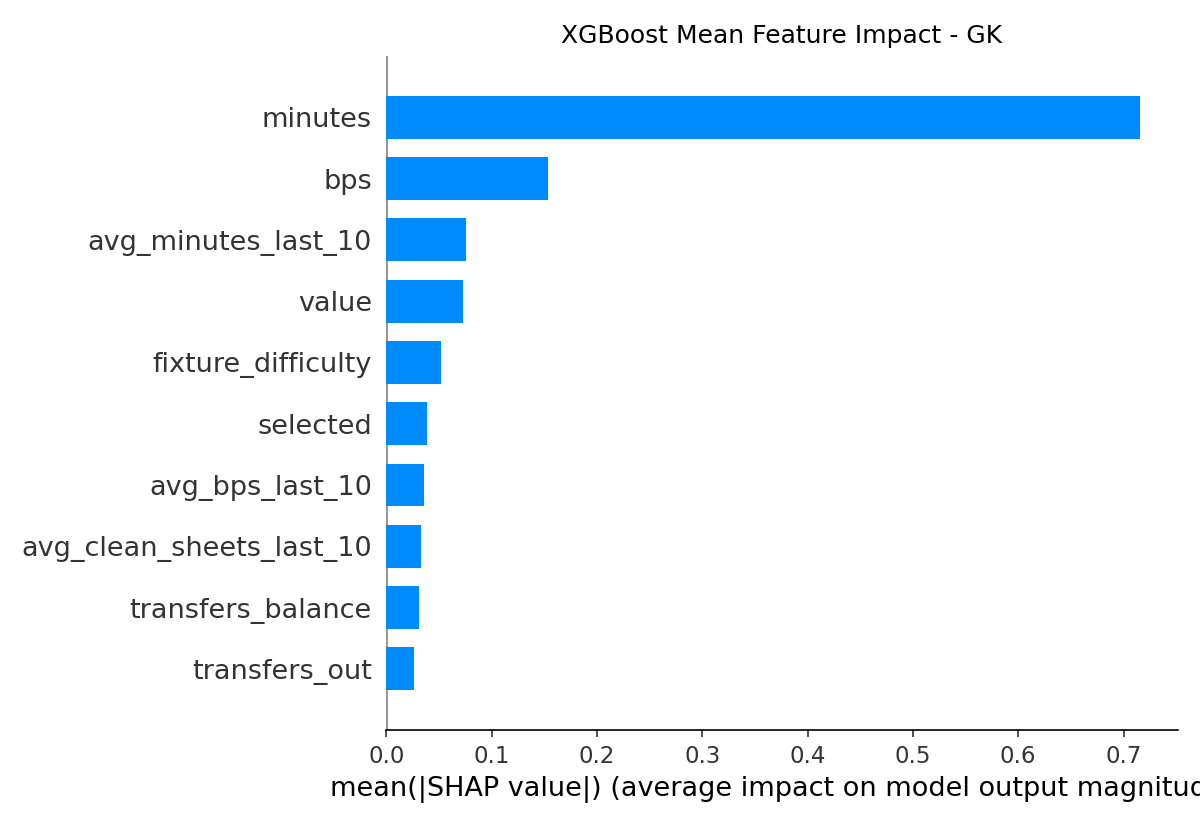 XGBoost Mean Feature Impact - GK
minutes
bps
avg_minutes_last_10
value
fixture_difficulty
selected
avg_bps_last_10
avg_clean_sheets_last_10
transfers_balance
transfers_out
0.0 0.1 0.2 0.3 0.4 0.5 0.6 0.7
mean(|SHAP value|) (average impact on model output magnitud